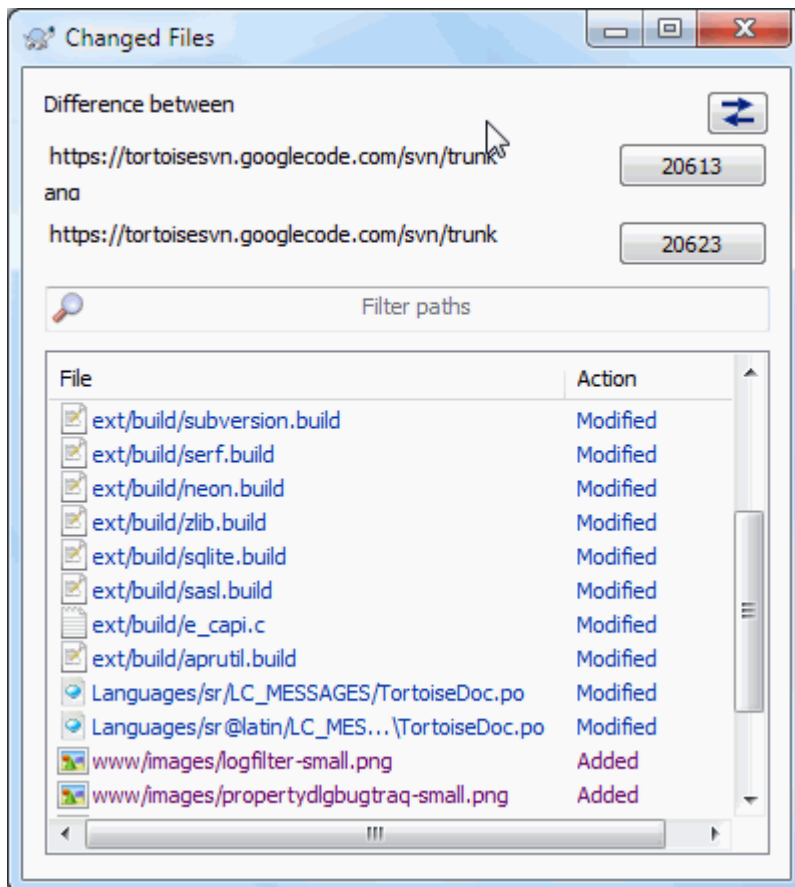 Changed Files
Difference between
https://tortoisesvn.googlecode.com/svn/trunk
20613
and
https://tortoisesvn.googlecode.com/svn/trunk
20623
Filter paths
File Action
ext/build/subversion.build Modified
ext/build/serf.build Modified
ext/build/neon.build Modified
ext/build/zlib.build Modified
ext/build/sqlite.build Modified
ext/build/sasl.build Modified
ext/build/e_capi.c Modified
ext/build/aprutil.build Modified
Languages/sr/LC_MESSAGES/TortoiseDoc.po Modified
Languages/sr@latin/LC_MES...\TortoiseDoc.po Modified
www/images/logfilter-small.png Added
www/images/propertydlgbugtraq-small.png Added